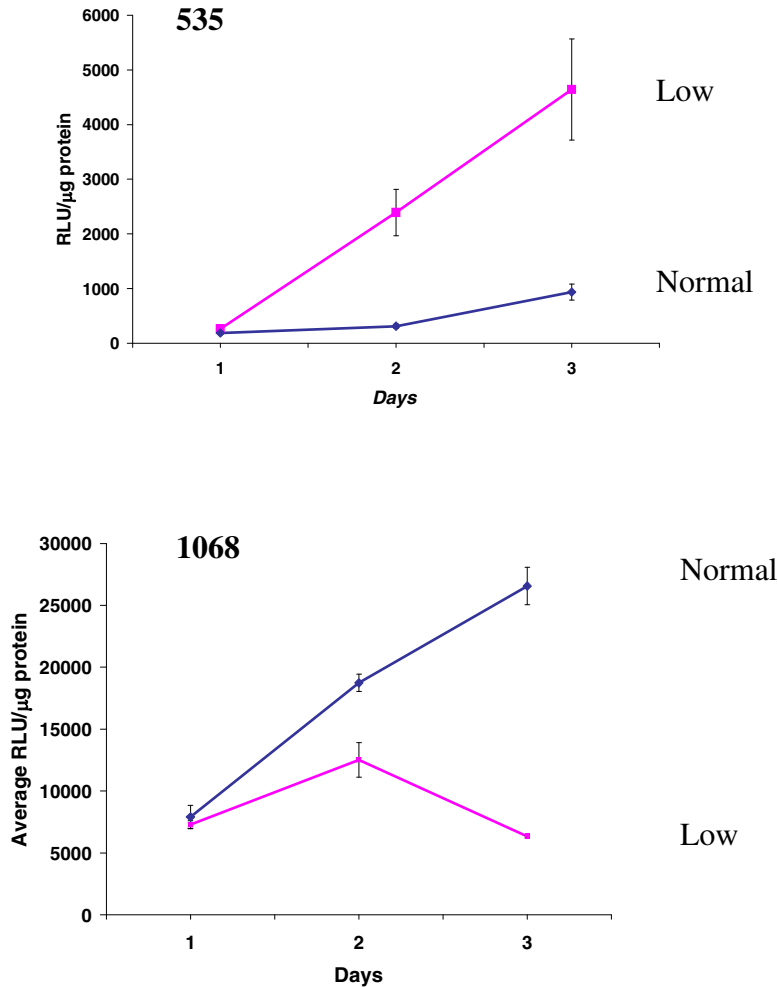 535
6000
5000
4000
3000
2000
1000
0
RLU/μg protein
1 2 3
Days
Low
Normal
1068
30000
25000
20000
15000
10000
5000
0
Average RLU/μg protein
1 2 3
Days
Normal
Low